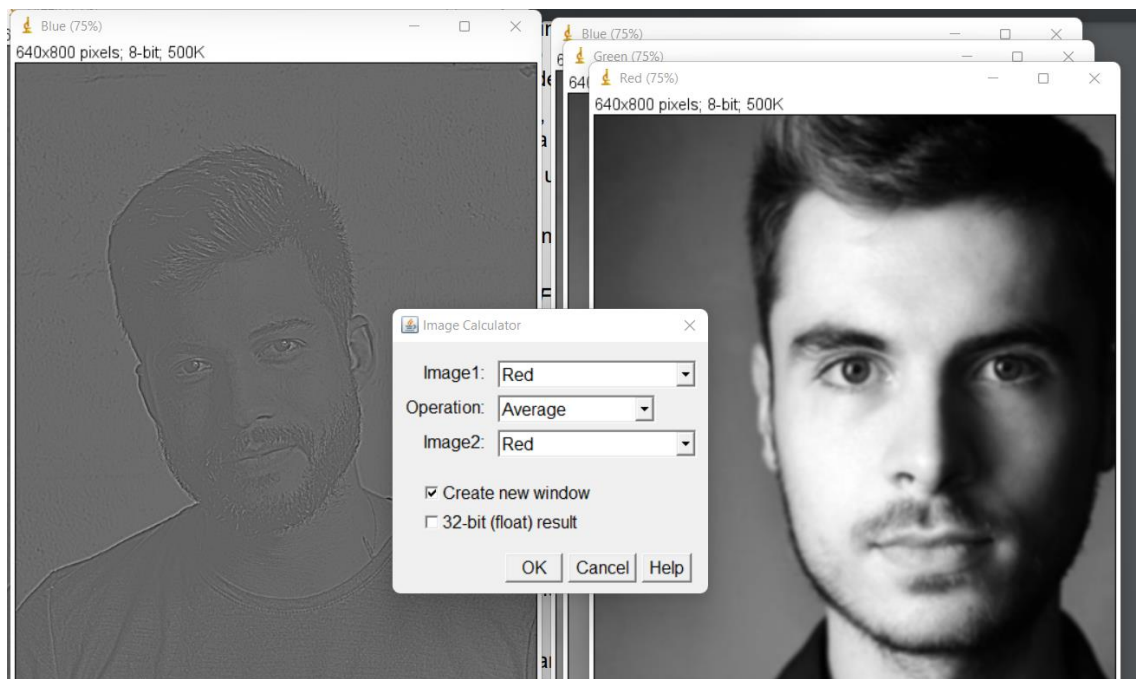 Blue (75%)
640x800 pixels; 8-bit; 500K
Blue (75%)
Green (75%)
Red (75%)
640x800 pixels; 8-bit; 500K
Image Calculator
Image1: Red
Operation: Average
Image2: Red
Create new window
32-bit (float) result
OK Cancel Help